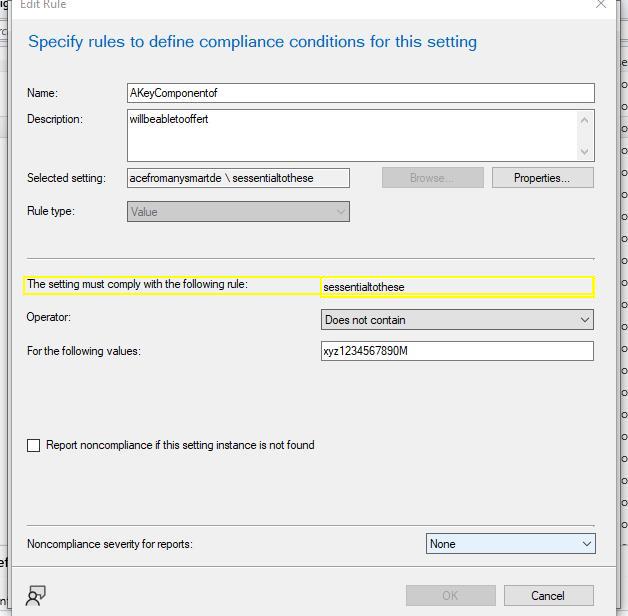 Edit Rule
Specify rules to define compliance conditions for this setting
Name: AKeyComponentof
Description: willbeabletooffert
Selected setting: acefromanysmartde \ sessentialtothese Browse... Properties...
Rule type: Value
The setting must comply with the following rule: sessentialtothese
Operator: Does not contain
For the following values: xyz1234567890M
Report noncompliance if this setting instance is not found
Noncompliance severity for reports: None
OK Cancel